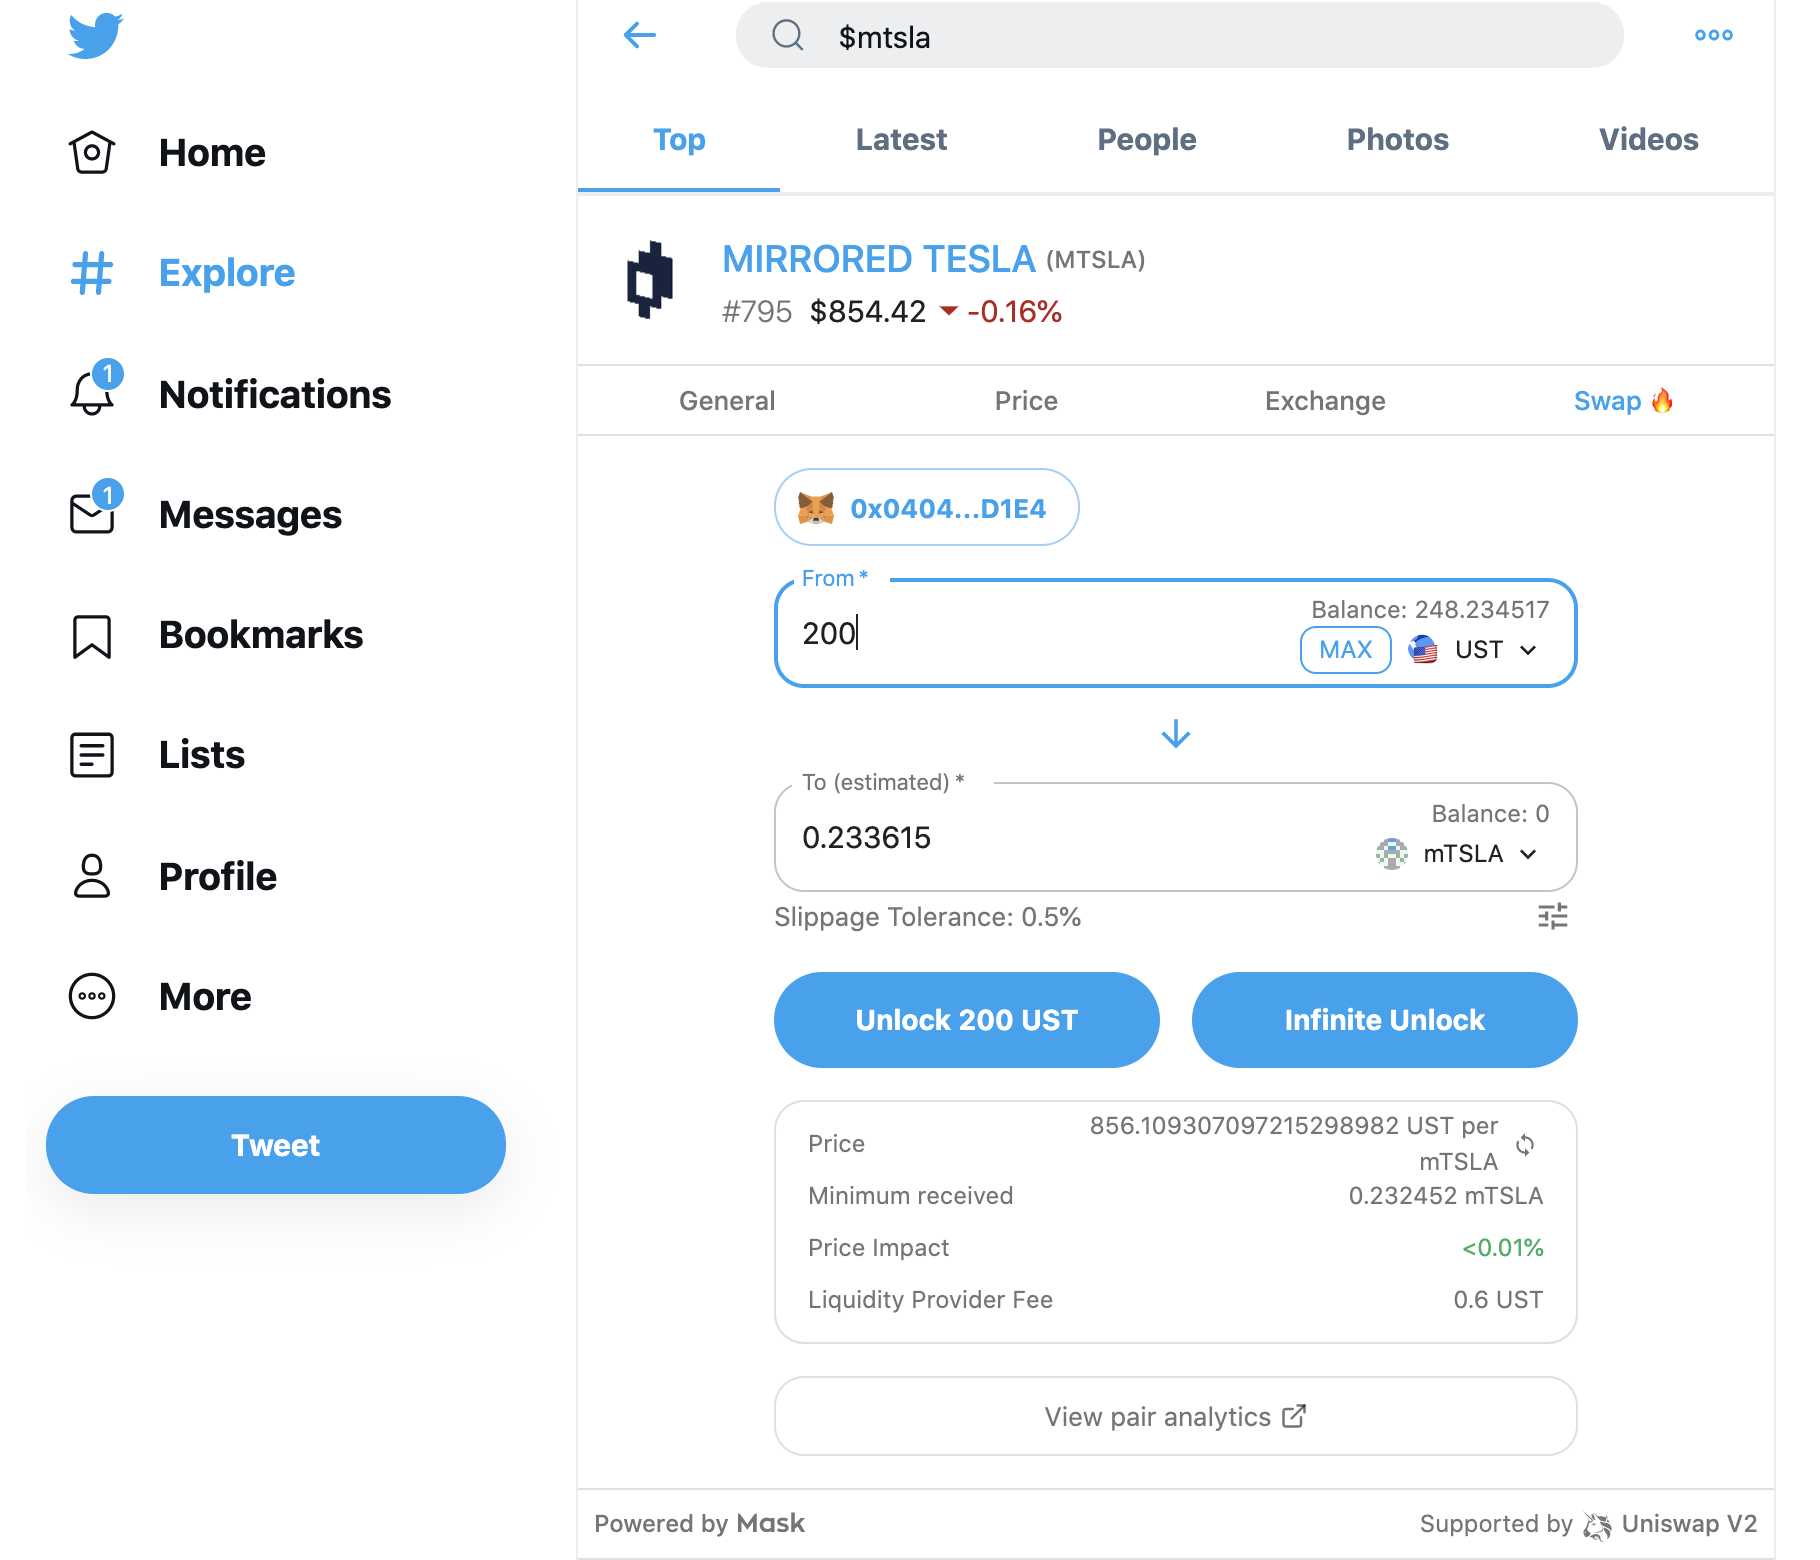 $mtsla
Home
Explore
1
Notifications
1
Messages
Bookmarks
Lists
Profile
More
Tweet
Top Latest People Photos Videos
MIRRORED TESLA (MTSLA)
#795 $854.42 -0.16%
General Price Exchange Swap 🔥
0x0404...D1E4
From *
Balance: 248.234517
200
MAX UST
To (estimated) *
Balance: 0
0.233615
mTSLA
Slippage Tolerance: 0.5%
Unlock 200 UST Infinite Unlock
Price 856.109307097215298982 UST per
mTSLA
Minimum received 0.232452 mTSLA
Price Impact <0.01%
Liquidity Provider Fee 0.6 UST
View pair analytics
Powered by Mask Supported by Uniswap V2